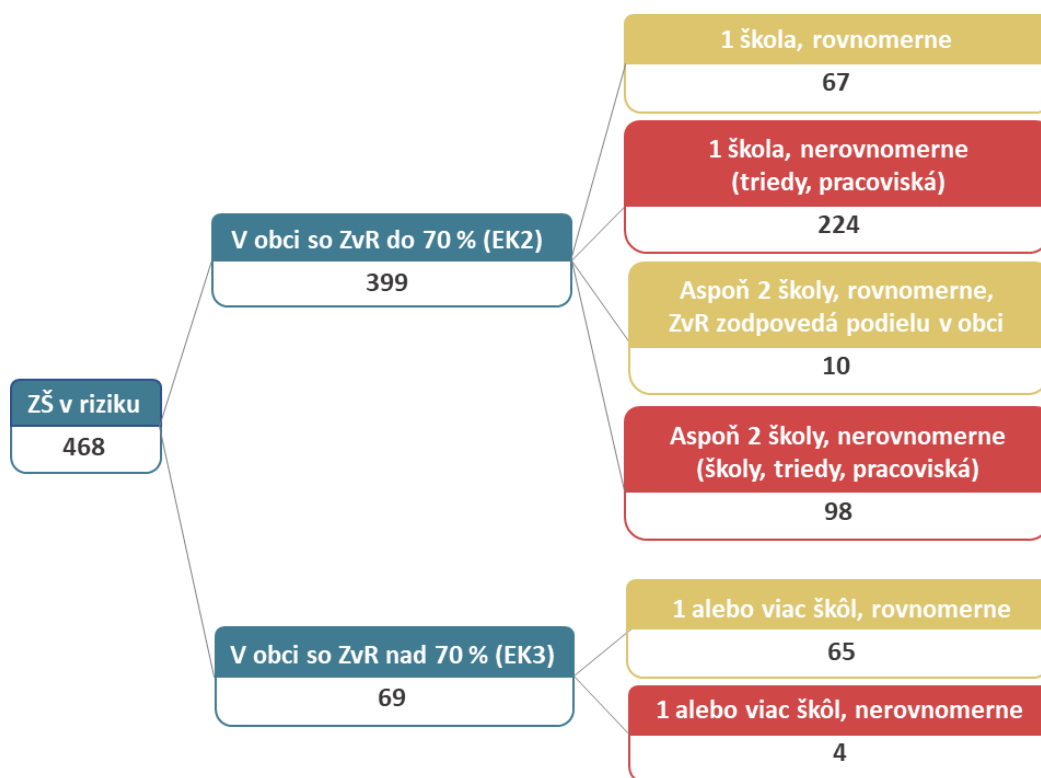 1 škola, rovnomerne
67
1 škola, nerovnomerne
(triedy, pracoviská)
224
V obci so ZvR do 70 % (EK2)
399
Aspoň 2 školy, rovnomerne,
ZvR zodpovedá podielu v obci
10
ZŠ v riziku
468
Aspoň 2 školy, nerovnomerne
(školy, triedy, pracoviská)
98
1 alebo viac škôl, rovnomerne
65
V obci so ZvR nad 70 % (EK3)
69
1 alebo viac škôl, nerovnomerne
4